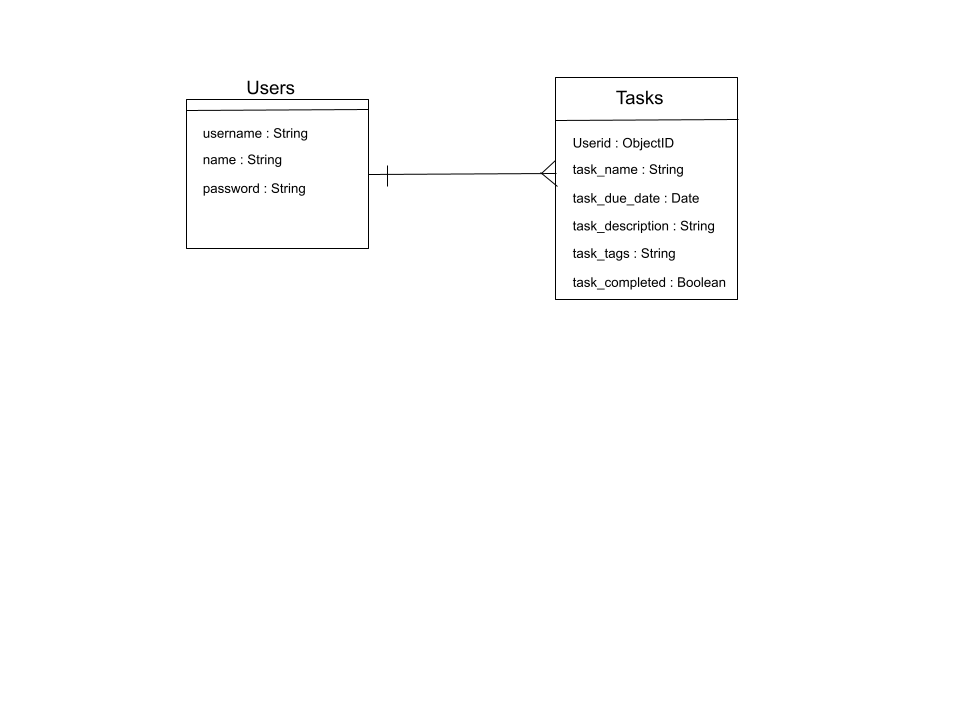 Users
username : String
name : String
password : String
Tasks
Userid : ObjectID
task_name : String
task_due_date : Date
task_description : String
task_tags : String
task_completed : Boolean